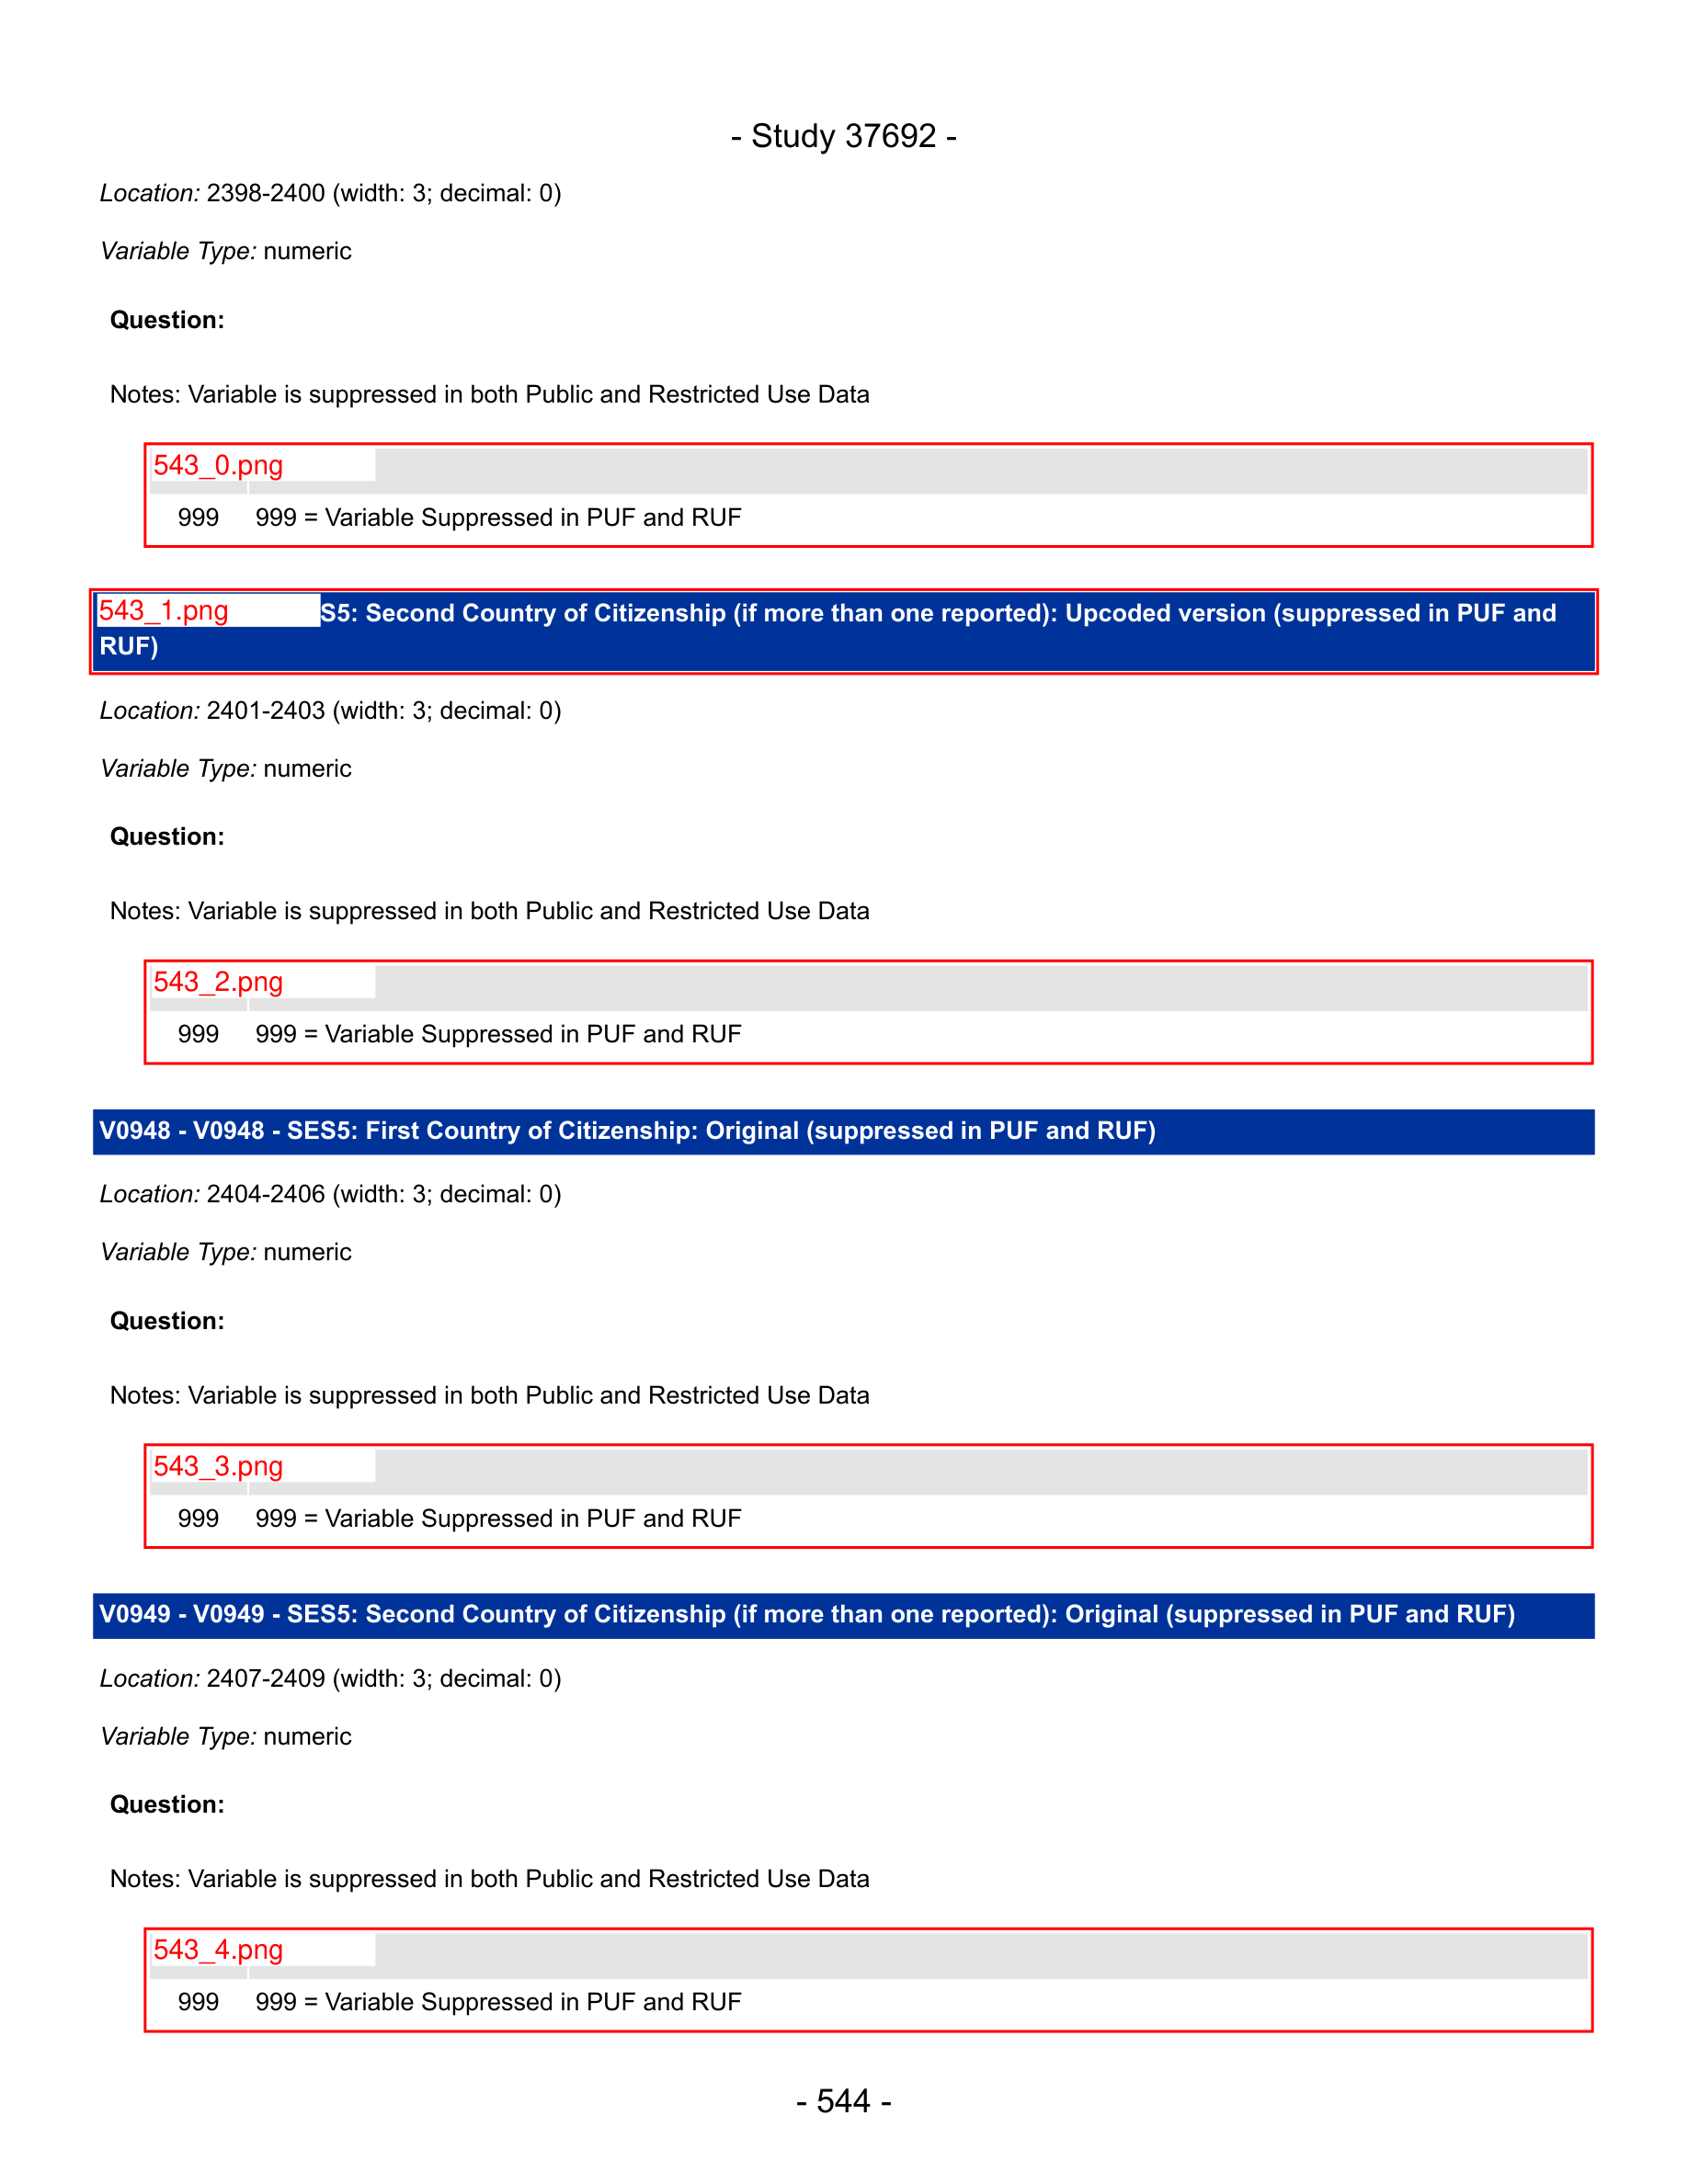 - Study 37692 -
Location: 2398-2400 (width: 3; decimal: 0)
Variable Type: numeric
Question:
Notes: Variable is suppressed in both Public and Restricted Use Data
543_0.png
999 999 = Variable Suppressed in PUF and RUF
543_1.png S5: Second Country of Citizenship (if more than one reported): Upcoded version (suppressed in PUF and
RUF)
Location: 2401-2403 (width: 3; decimal: 0)
Variable Type: numeric
Question:
Notes: Variable is suppressed in both Public and Restricted Use Data
543_2.png
999 999 = Variable Suppressed in PUF and RUF
V0948 - V0948 - SES5: First Country of Citizenship: Original (suppressed in PUF and RUF)
Location: 2404-2406 (width: 3; decimal: 0)
Variable Type: numeric
Question:
Notes: Variable is suppressed in both Public and Restricted Use Data
543_3.png
999 999 = Variable Suppressed in PUF and RUF
V0949 - V0949 - SES5: Second Country of Citizenship (if more than one reported): Original (suppressed in PUF and RUF)
Location: 2407-2409 (width: 3; decimal: 0)
Variable Type: numeric
Question:
Notes: Variable is suppressed in both Public and Restricted Use Data
543_4.png
999 999 = Variable Suppressed in PUF and RUF
- 544 -